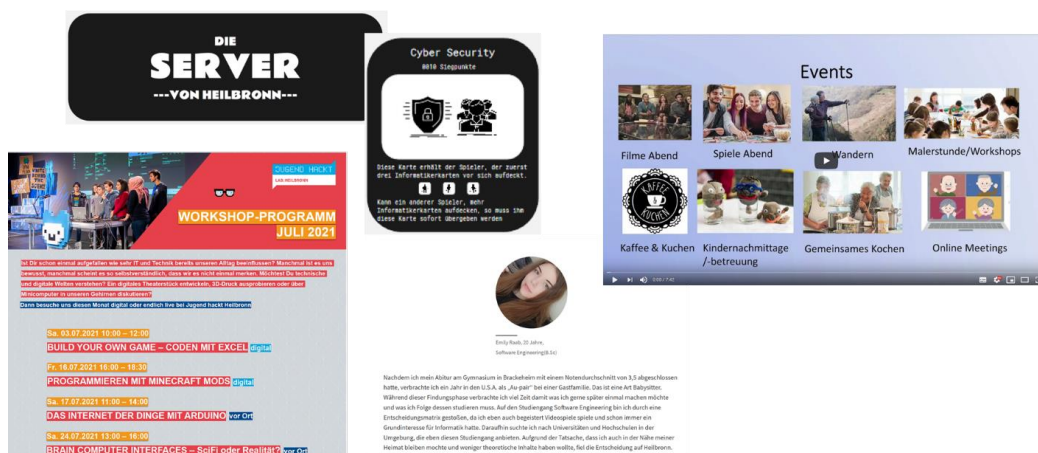 DIE
SERVER
---VON HEILBRONN---
Cyber Security
0010 Siegpunkte
Diese Karte erhält der Spieler, der zuerst
drei Informatikerkarten vor sich aufdeckt.
Kann ein anderer Spieler, mehr
Informatikerkarten aufdecken, so muss ihm
diese Karte sofort übergeben werden
Events
Filme Abend
Spiele Abend
Wandern
Malerstunde/Workshops
KAFFEE
KUCHEN
Kaffee & Kuchen
Kindernachmittage
/-betreuung
Gemeinsames Kochen
Online Meetings
0:00 / 7:42
JUGEND HACKT
LAB HEILBRONN
WORKSHOP-PROGRAMM
JULI 2021
Ist Dir schon einmal aufgefallen wie sehr IT und Technik bereits unseren Alltag beeinflussen? Manchmal ist es uns
bewusst, manchmal scheint es so selbstverständlich, dass wir es nicht einmal merken. Möchtest Du technische
und digitale Welten verstehen? Ein digitales Theaterstück entwickeln, 3D-Druck ausprobieren oder über
Minicomputer in unseren Gehirnen diskutieren?
Dann besuche uns diesen Monat digital oder endlich live bei Jugend hackt Heilbronn
Sa. 03.07.2021 10:00 – 12:00
BUILD YOUR OWN GAME – CODEN MIT EXCEL digital
Fr. 16.07.2021 16:00 – 18:30
PROGRAMMIEREN MIT MINECRAFT MODS digital
Sa. 17.07.2021 11:00 – 14:00
DAS INTERNET DER DINGE MIT ARDUINO vor Ort
Sa. 24.07.2021 13:00 – 16:00
BRAIN COMPUTER INTERFACES – SciFi oder Realität? vor Ort
Emily Raab, 20 Jahre,
Software Engineering(B.Sc)
Nachdem ich mein Abitur am Gymnasium in Brackeheim mit einem Notendurchschnitt von 3,5 abgeschlossen
hatte, verbrachte ich ein Jahr in den U.S.A. als „Au-pair" bei einer Gastfamilie. Das ist eine Art Babysitter.
Während dieser Findungsphase verbrachte ich viel Zeit damit was ich gerne später einmal machen möchte
und was ich Folge dessen studieren muss. Auf den Studiengang Software Engineering bin ich durch eine
Entscheidungsmatrix gestoßen, da ich eben auch begeistert Videospiele spiele und schon immer ein
Grundinteresse für Informatik hatte. Daraufhin suchte ich nach Universitäten und Hochschulen in der
Umgebung, die eben diesen Studiengang anbieten. Aufgrund der Tatsache, dass ich auch in der Nähe meiner
Heimat bleiben mochte und weniger theoretische Inhalte haben wollte, fiel die Entscheidung auf Heilbronn.